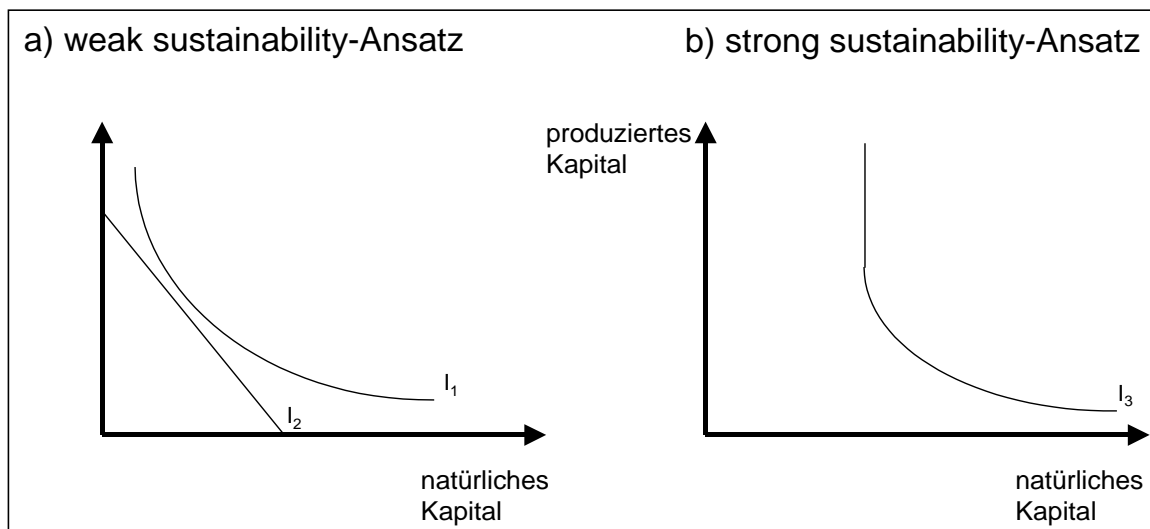 a) weak sustainability-Ansatz
b) strong sustainability-Ansatz
produziertes
Kapital
I1
I2
I3
natürliches
Kapital
natürliches
Kapital